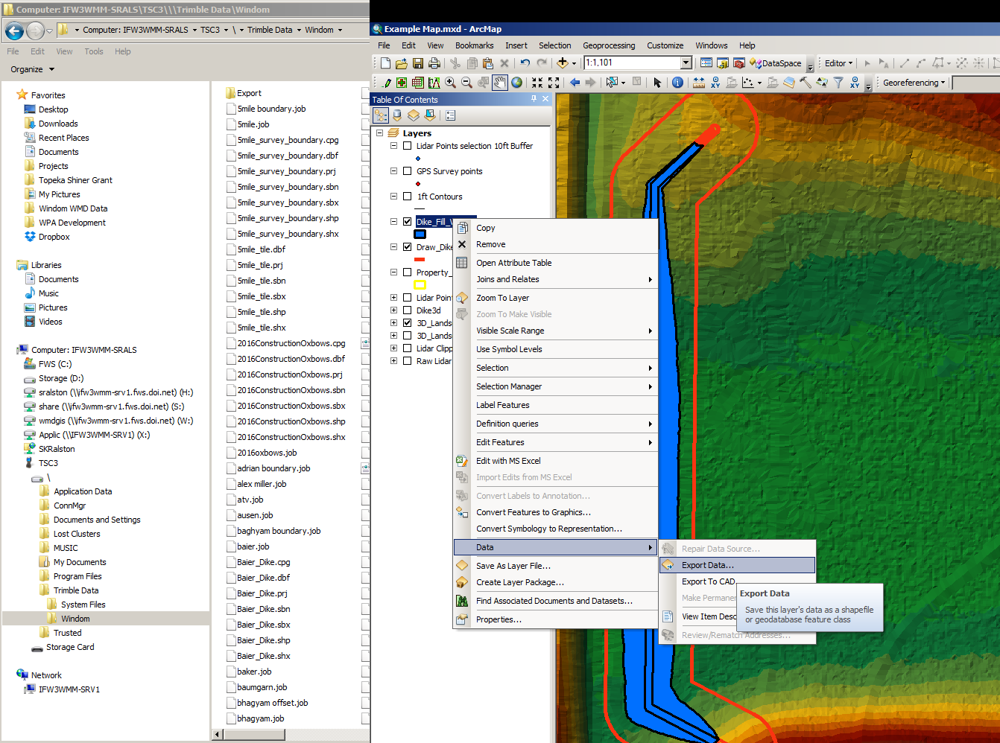 Computer: IFW3WMM-SRALS\TSC3\\\Trimble Data\Windom
Computer: IFW3WMM-SRALS
TSC3
\
Trimble Data
Windom
File Edit View Tools Help
Organize
Favorites
Desktop
Downloads
Recent Places
Documents
Projects
Topeka Shiner Grant
My Pictures
Windom WMD Data
WPA Development
Dropbox
Libraries
Documents
Music
Pictures
Videos
Computer: IFW3WMM-SRALS
FWS (C:)
Storage (D:)
sralston (\\ifw3wmm-srv1.fws.doi.net) (H:)
share (\\ifw3wmm-srv1.fws.doi.net) (S:)
wmdgis (\\ifw3wmm-srv1.fws.doi.net) (W:)
Applic (\\IFW3WMM-SRV1) (X:)
SKRalston
TSC3
\
Application Data
ConnMgr
Documents and Settings
Lost Clusters
MUSIC
My Documents
Program Files
Trimble Data
System Files
Windom
Trusted
Storage Card
Network
IFW3WMM-SRV1
Export
5mile boundary.job
5mile.job
5mile_survey_boundary.cpg
5mile_survey_boundary.dbf
5mile_survey_boundary.prj
5mile_survey_boundary.sbn
5mile_survey_boundary.sbx
5mile_survey_boundary.shp
5mile_survey_boundary.shx
5mile_tile.dbf
5mile_tile.prj
5mile_tile.sbn
5mile_tile.sbx
5mile_tile.shp
5mile_tile.shx
2016ConstructionOxbows.cpg
2016ConstructionOxbows.dbf
2016ConstructionOxbows.prj
2016ConstructionOxbows.sbn
2016ConstructionOxbows.sbx
2016ConstructionOxbows.shp
2016ConstructionOxbows.shx
2016oxbows.job
adrian boundary.job
alex miller.job
atv.job
ausen.job
baghyam boundary.job
baier.job
Baier_Dike.cpg
Baier_Dike.dbf
Baier_Dike.prj
Baier_Dike.sbn
Baier_Dike.sbx
Baier_Dike.shp
Baier_Dike.shx
baker.job
baumgarn.job
bhagyam offset.job
bhagyam.job
Example Map.mxd - ArcMap
File Edit View Bookmarks Insert Selection Geoprocessing Customize Windows Help
1:1,101
DataSpace
Editor
XY
XY
Georeferencing
Table Of Contents
Layers
Lidar Points selection 10ft Buffer
GPS Survey points
1ft Contours
Dike_Fill_
Draw_Dike
Property_
Lidar Point
Dike3d
3D_Lands
3D_Lands
Lidar Clipp
Raw Lidar
Copy
Remove
Open Attribute Table
Joins and Relates
Zoom To Layer
Zoom To Make Visible
Visible Scale Range
Use Symbol Levels
Selection
Selection Manager
Label Features
Definition queries
Edit Features
Edit with MS Excel
Import Edits from MS Excel
Convert Labels to Annotation...
Convert Features to Graphics...
Convert Symbology to Representation...
Data
Save As Layer File...
Create Layer Package...
Find Associated Documents and Datasets...
Properties...
Repair Data Source...
Export Data...
Export To CAD
Make Permanen
View Item Desc
Review/Rematch Addresses...
Export Data
Save this layer's data as a shapefile
or geodatabase feature class